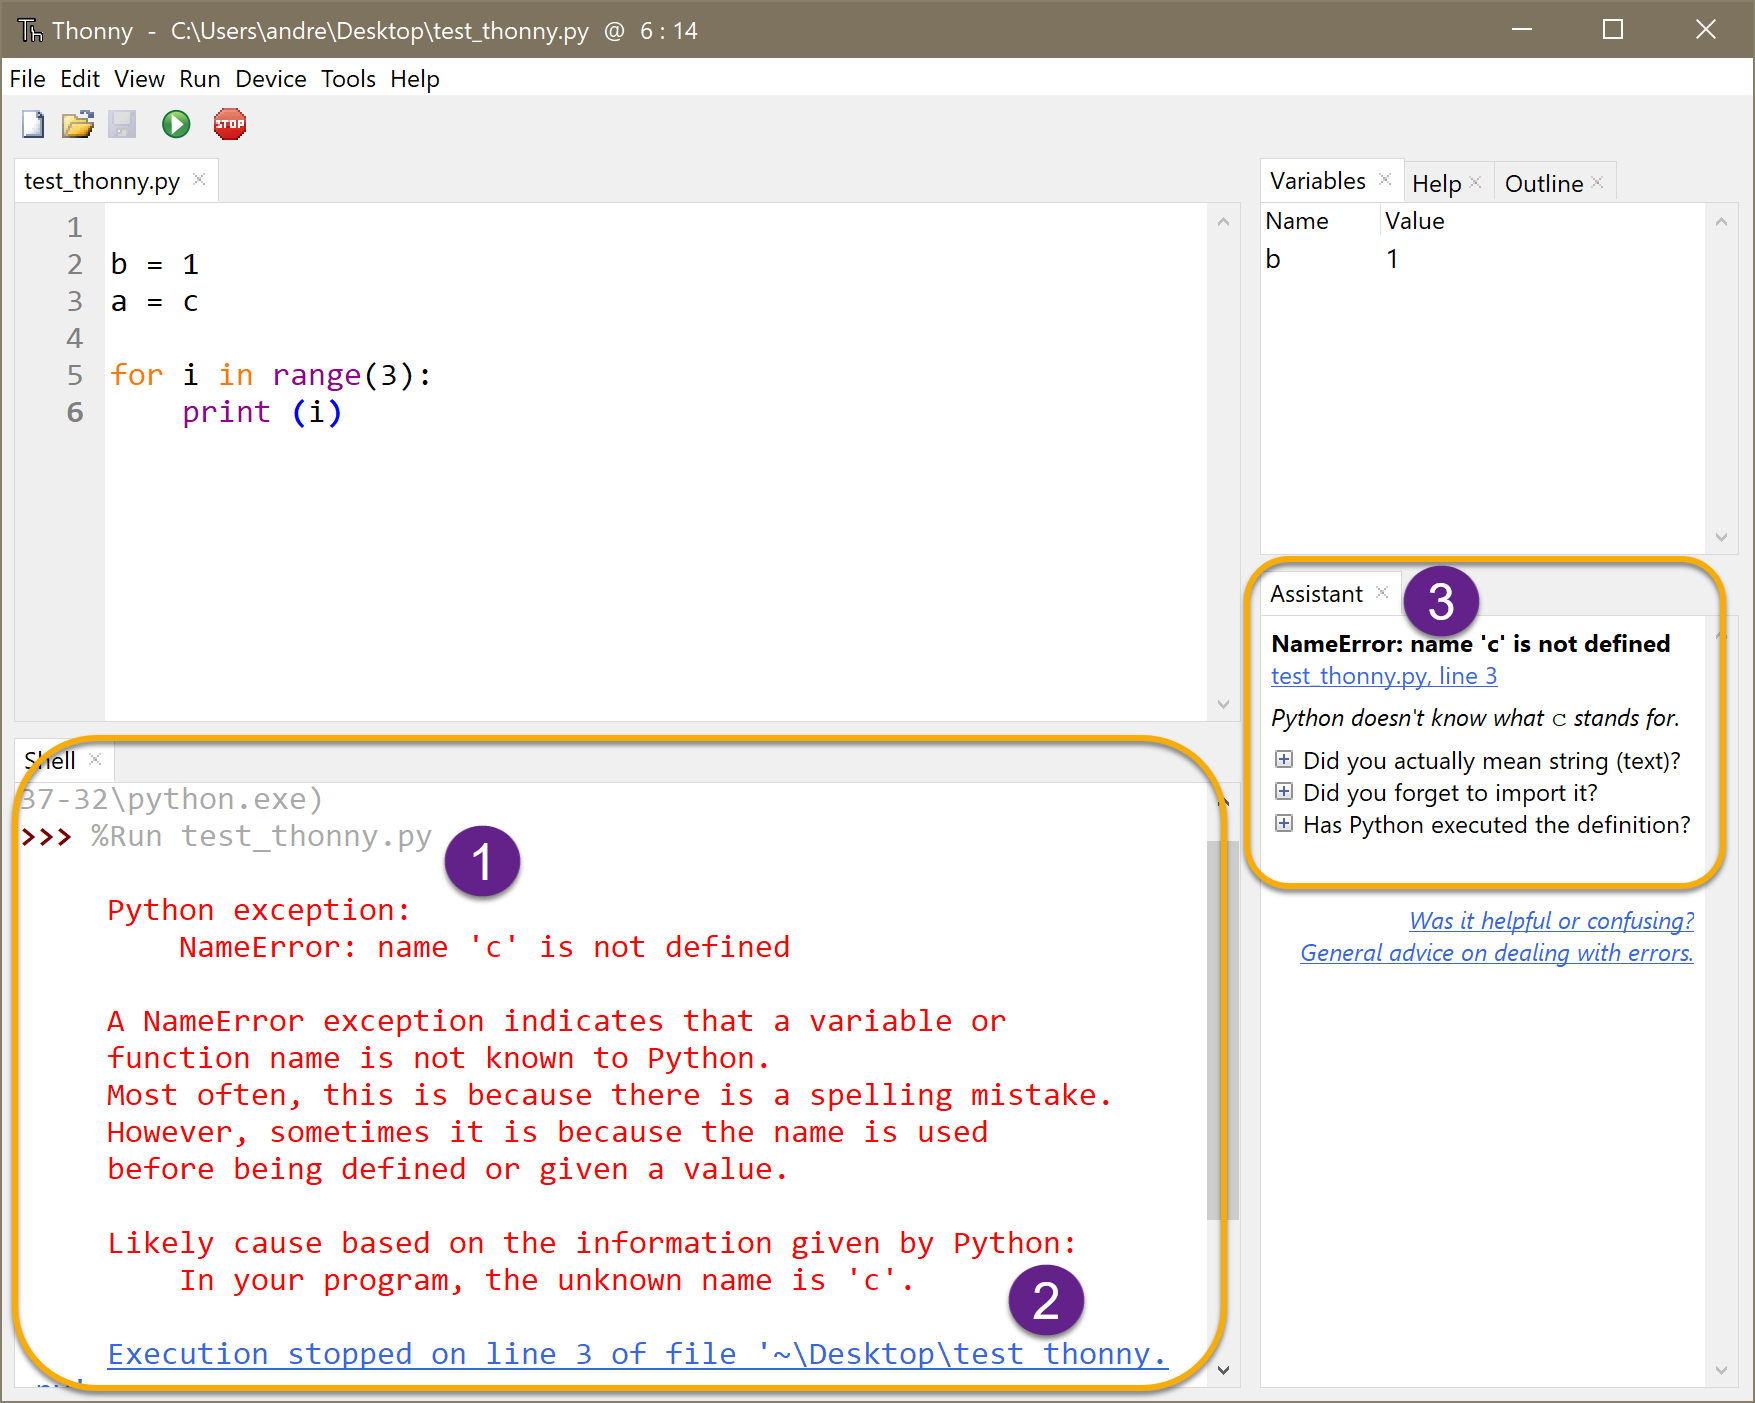 Thonny - C:\Users\andre\Desktop\test_thonny.py @ 6 : 14
File Edit View Run Device Tools Help
STOP
test_thonny.py
1
2 b = 1
3 a = c
4
5 for i in range(3):
6 print (i)
Variables Help Outline
Name Value
b 1
Assistant
3
NameError: name 'c' is not defined
test_thonny.py, line 3
Python doesn't know what c stands for.
Did you actually mean string (text)?
Did you forget to import it?
Has Python executed the definition?
Was it helpful or confusing?
General advice on dealing with errors.
Shell
37-32\python.exe)
>>> %Run test_thonny.py
1
Python exception:
NameError: name 'c' is not defined
A NameError exception indicates that a variable or
function name is not known to Python.
Most often, this is because there is a spelling mistake.
However, sometimes it is because the name is used
before being defined or given a value.
Likely cause based on the information given by Python:
In your program, the unknown name is 'c'.
2
Execution stopped on line 3 of file '~\Desktop\test_thonny.